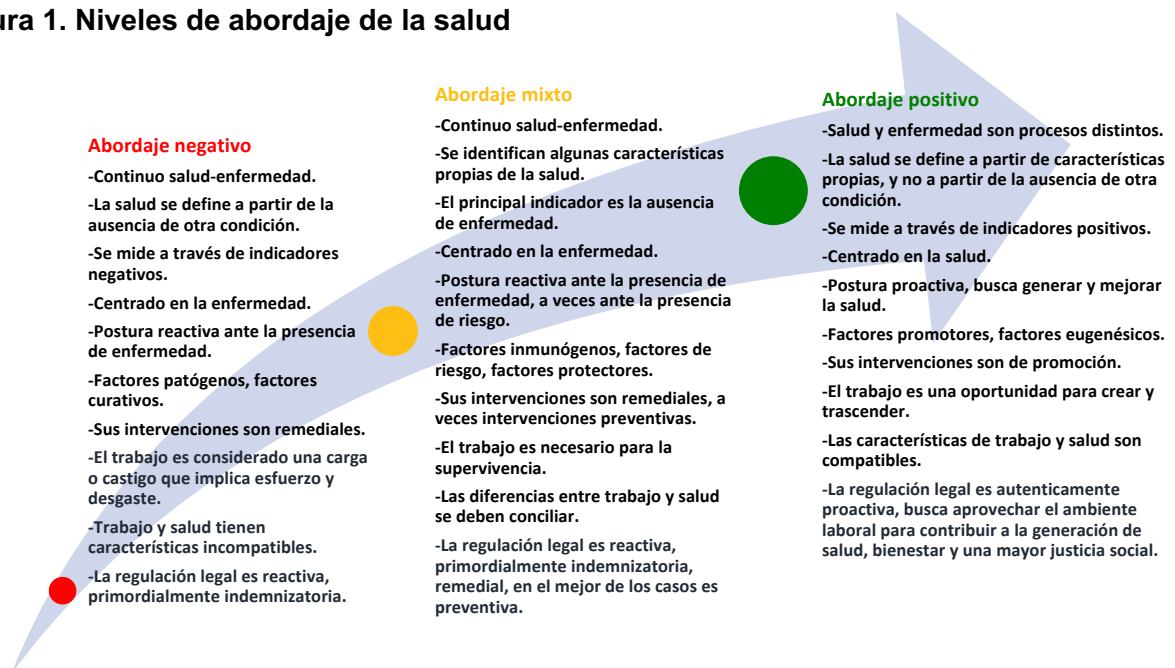 ura 1. Niveles de abordaje de la salud
Abordaje negativo
-Continuo salud-enfermedad.
-La salud se define a partir de la
ausencia de otra condición.
-Se mide a través de indicadores
negativos.
-Centrado en la enfermedad.
-Postura reactiva ante la presencia
de enfermedad.
-Factores patógenos, factores
curativos.
-Sus intervenciones son remediales.
-El trabajo es considerado una carga
o castigo que implica esfuerzo y
desgaste.
-Trabajo y salud tienen
características incompatibles.
-La regulación legal es reactiva,
primordialmente indemnizatoria.
Abordaje mixto
-Continuo salud-enfermedad.
-Se identifican algunas características
propias de la salud.
-El principal indicador es la ausencia
de enfermedad.
-Centrado en la enfermedad.
-Postura reactiva ante la presencia de
enfermedad, a veces ante la presencia
de riesgo.
-Factores inmunógenos, factores de
riesgo, factores protectores.
-Sus intervenciones son remediales, a
veces intervenciones preventivas.
-El trabajo es necesario para la
supervivencia.
-Las diferencias entre trabajo y salud
se deben conciliar.
-La regulación legal es reactiva,
primordialmente indemnizatoria,
remedial, en el mejor de los casos es
preventiva.
Abordaje positivo
-Salud y enfermedad son procesos distintos.
-La salud se define a partir de características
propias, y no a partir de la ausencia de otra
condición.
-Se mide a través de indicadores positivos.
-Centrado en la salud.
-Postura proactiva, busca generar y mejorar
la salud.
-Factores promotores, factores eugenésicos.
-Sus intervenciones son de promoción.
-El trabajo es una oportunidad para crear y
trascender.
-Las características de trabajo y salud son
compatibles.
-La regulación legal es autenticamente
proactiva, busca aprovechar el ambiente
laboral para contribuir a la generación de
salud, bienestar y una mayor justicia social.